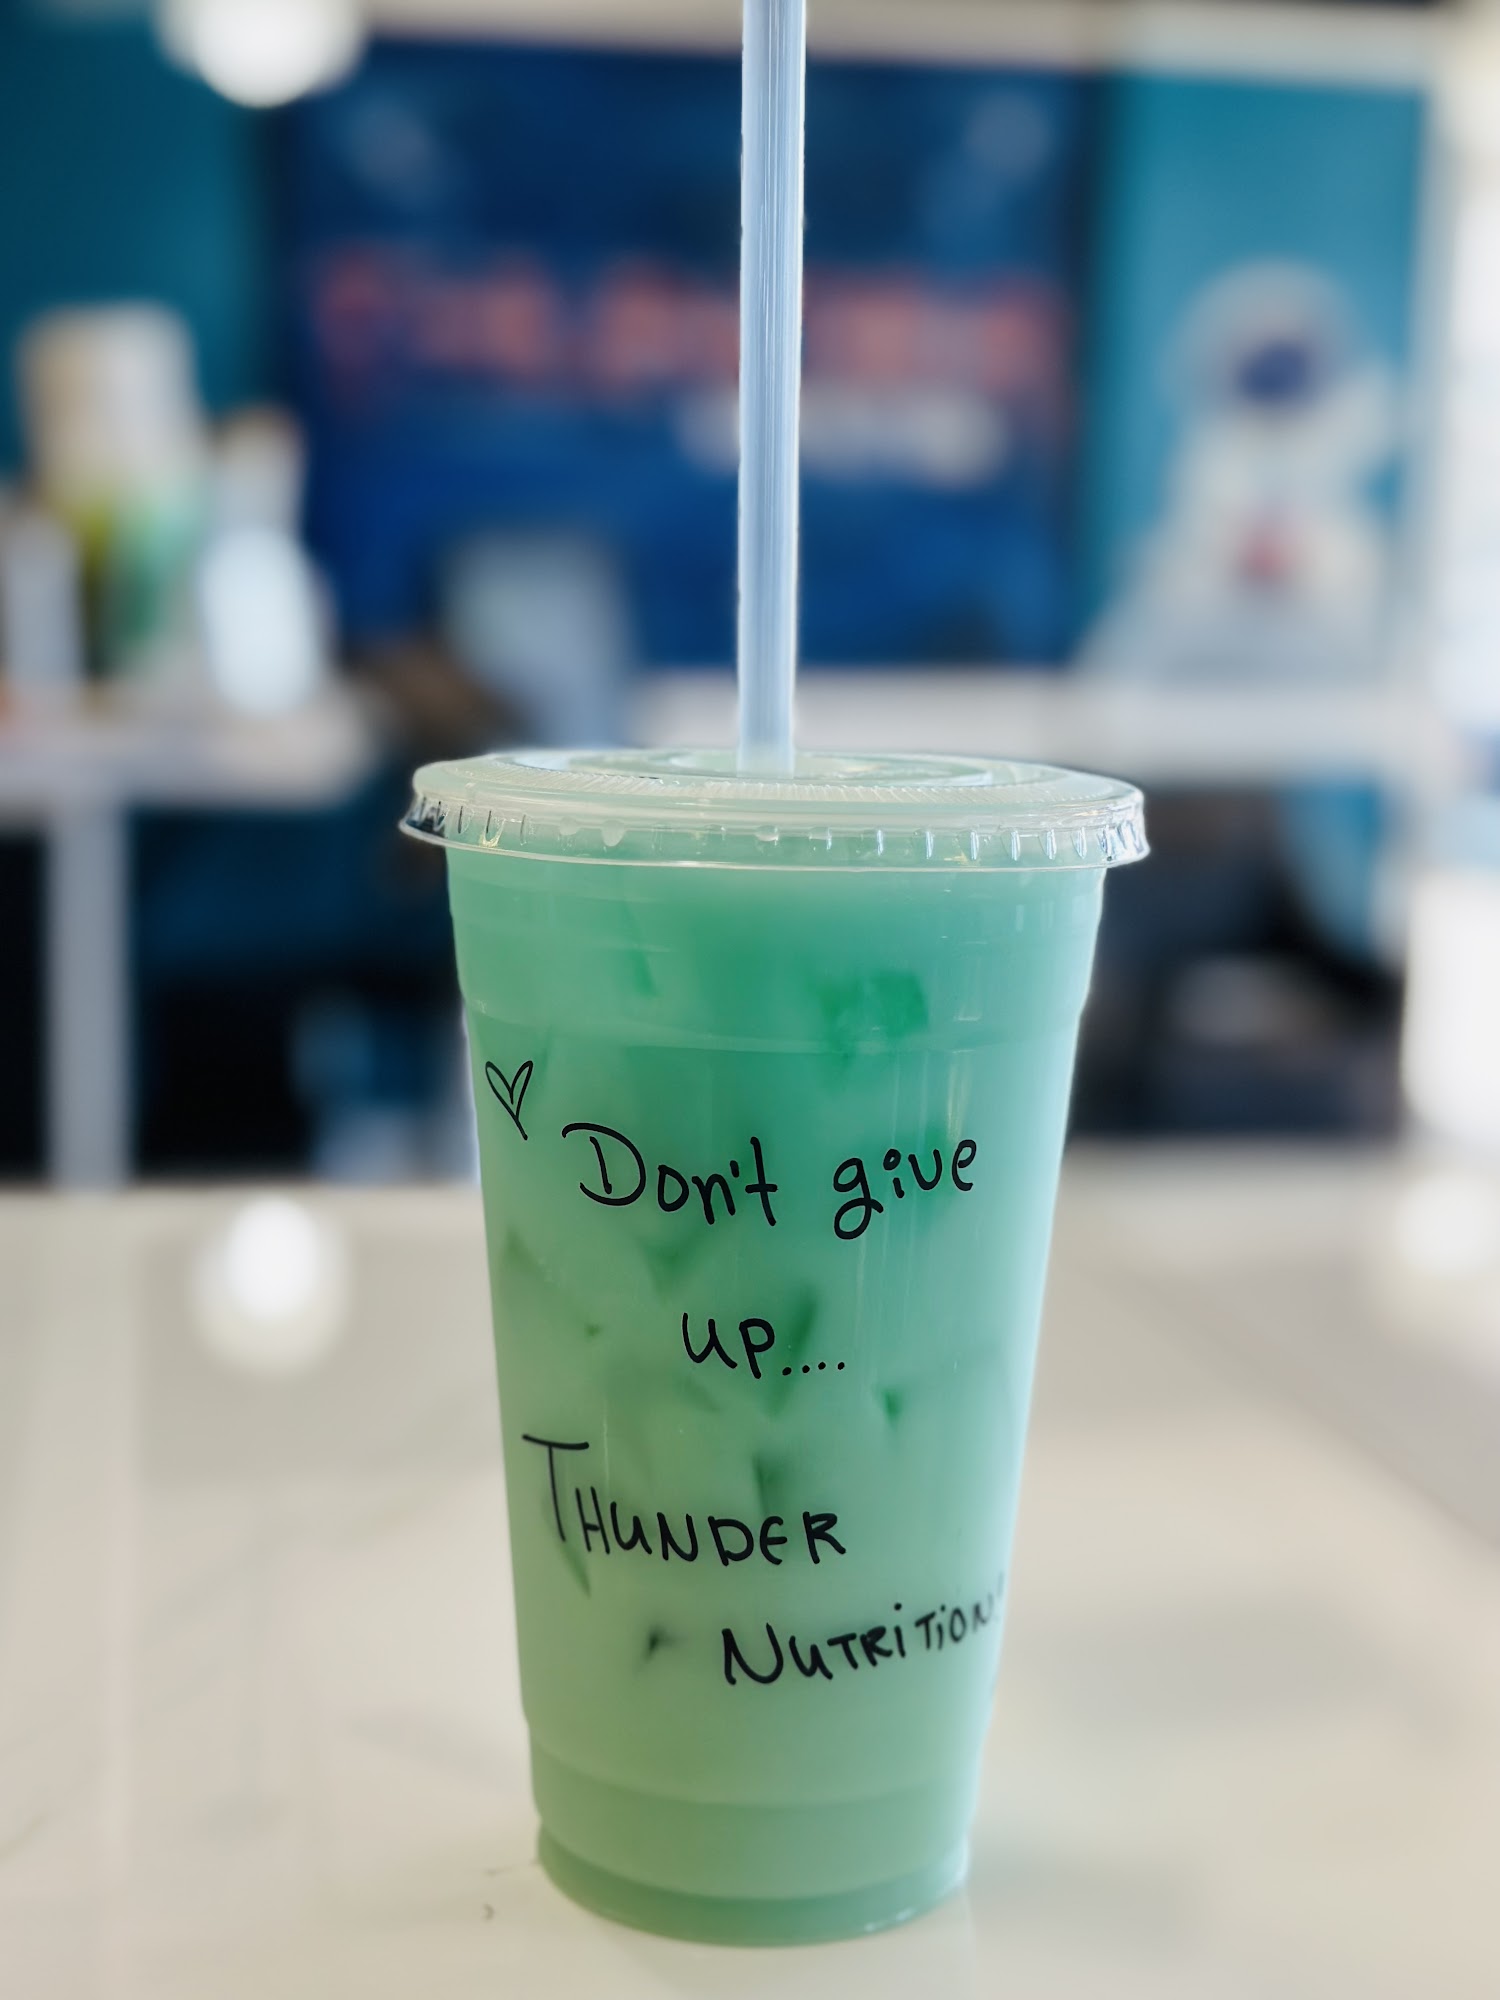 Don't give
up....
THUNDER
NUTRITION!